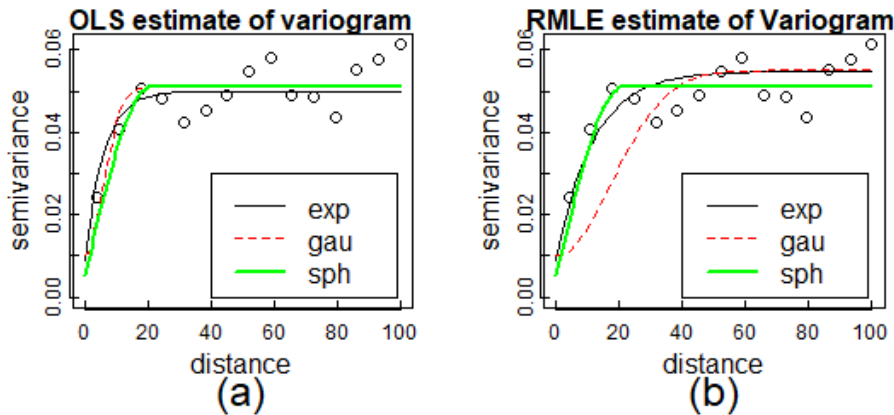 OLS estimate of variogram
semivariance
0.00 0.02 0.04 0.06
exp
gau
sph
0 20 40 60 80 100
distance
(a)
RMLE estimate of Variogram
semivariance
0.00 0.02 0.04 0.06
exp
gau
sph
0 20 40 60 80 100
distance
(b)